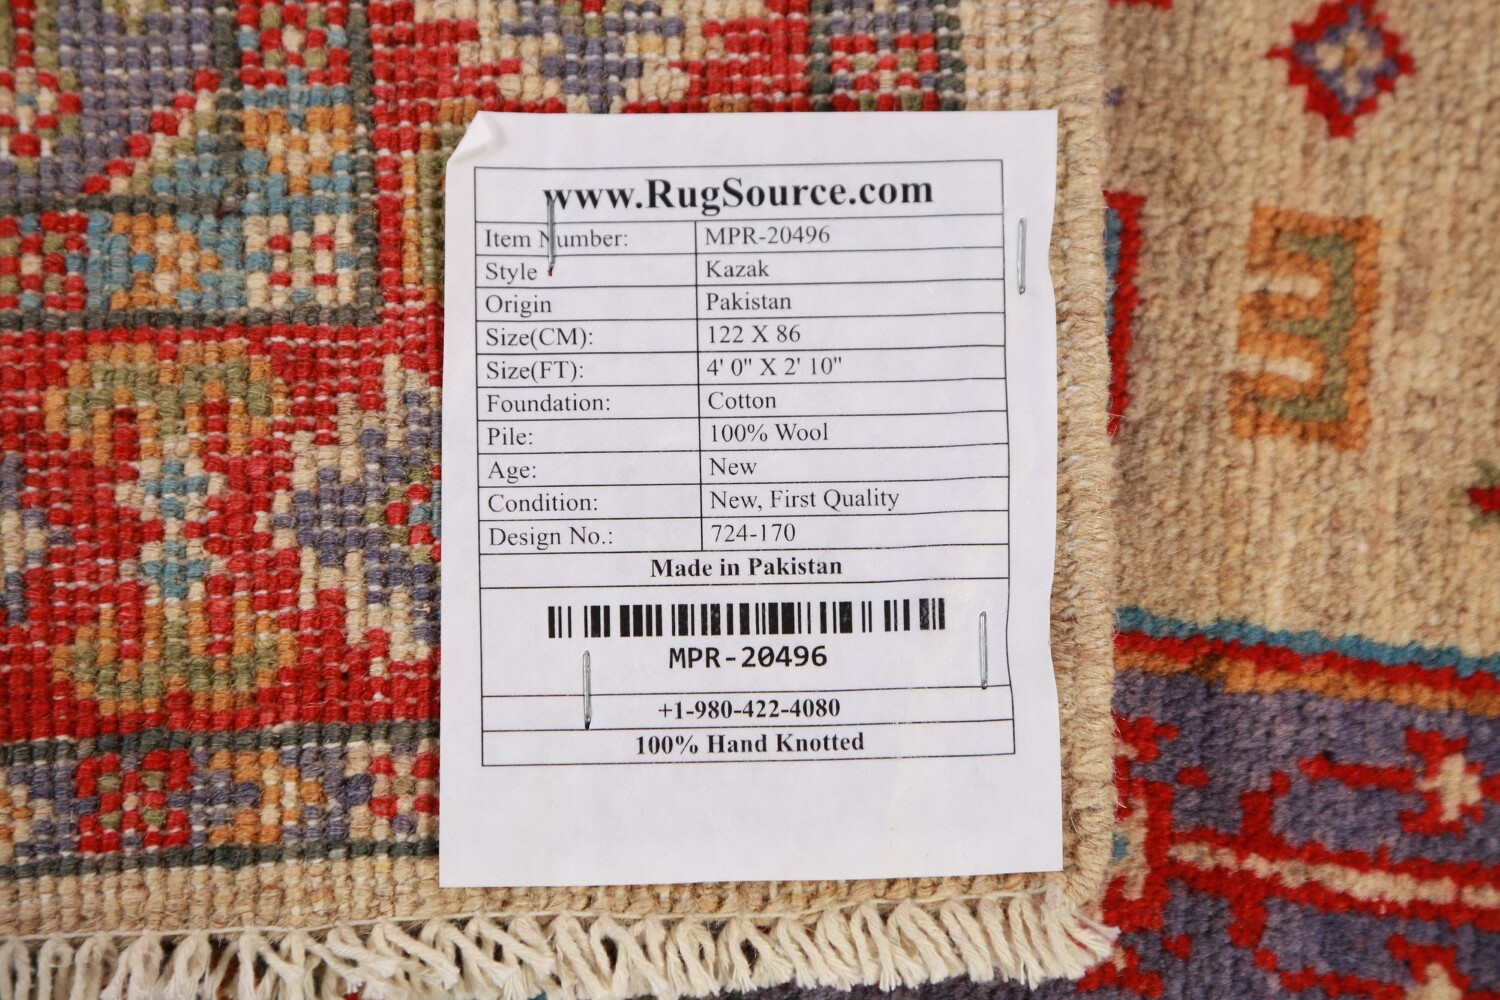 www.RugSource.com
Item Number: MPR-20496
Style Kazak
Origin Pakistan
Size(CM): 122 X 86
Size(FT): 4' 0" X 2' 10"
Foundation: Cotton
Pile: 100% Wool
Age: New
Condition: New, First Quality
Design No.: 724-170
Made in Pakistan
MPR-20496
+1-980-422-4080
100% Hand Knotted